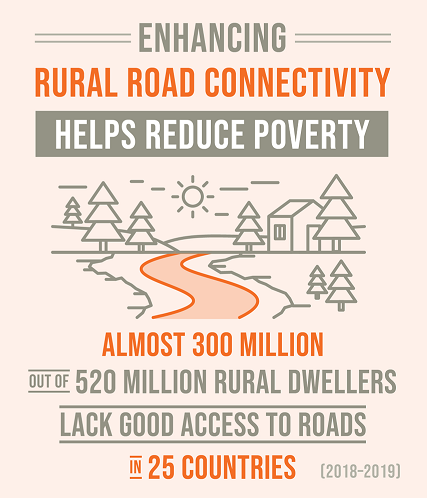 ENHANCING
RURAL ROAD CONNECTIVITY
HELPS REDUCE POVERTY
ALMOST 300 MILLION
OUT OF 520 MILLION RURAL DWELLERS
LACK GOOD ACCESS TO ROADS
IN 25 COUNTRIES (2018-2019)